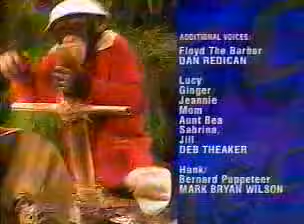 ADDITIONAL VOICES:
Floyd The Barber
DAN REDICAN
Lucy
Ginger
Jeannie
Mom
Aunt Bea
Sabrina,
Jill
DEB THEAKER
Hank/
Bernard Puppeteer
MARK BRYAN WILSON